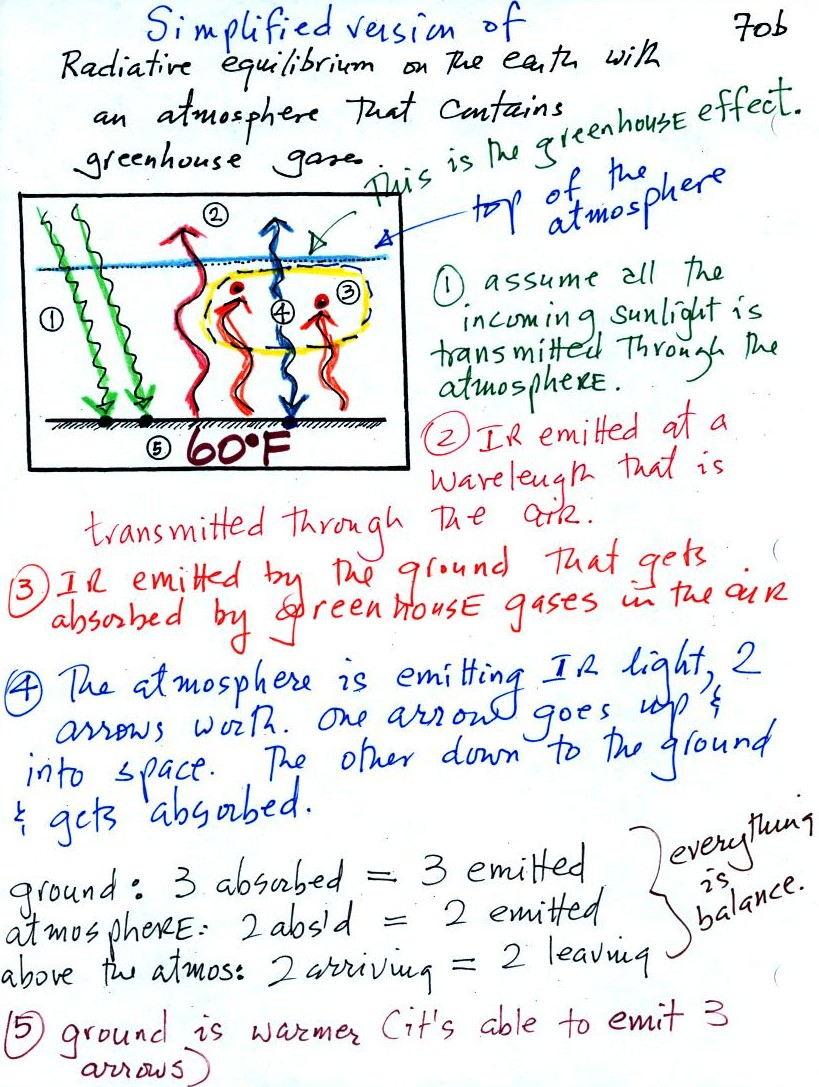 Simplified version of
70b
Radiative equilibrium on the earth with
an atmosphere that contains
greenhouse gases
This is the greenhouse effect.
top of the
atmosphere
②
①
④
③
⑤ 60°F
① assume all the
incoming sunlight is
transmitted through the
atmosphere.
② IR emitted at a
wavelength that is
transmitted through the air.
③ IR emitted by the ground that gets
absorbed by greenhouse gases in the air
④ The atmosphere is emitting IR light, 2
arrows worth. One arrow goes up &
into space. The other down to the ground
& gets absorbed.
ground: 3 absorbed = 3 emitted
atmosphere: 2 abs'd = 2 emitted
above the atmos: 2 arriving = 2 leaving
everything
is
balance.
⑤ ground is warmer (it's able to emit 3
arrows)